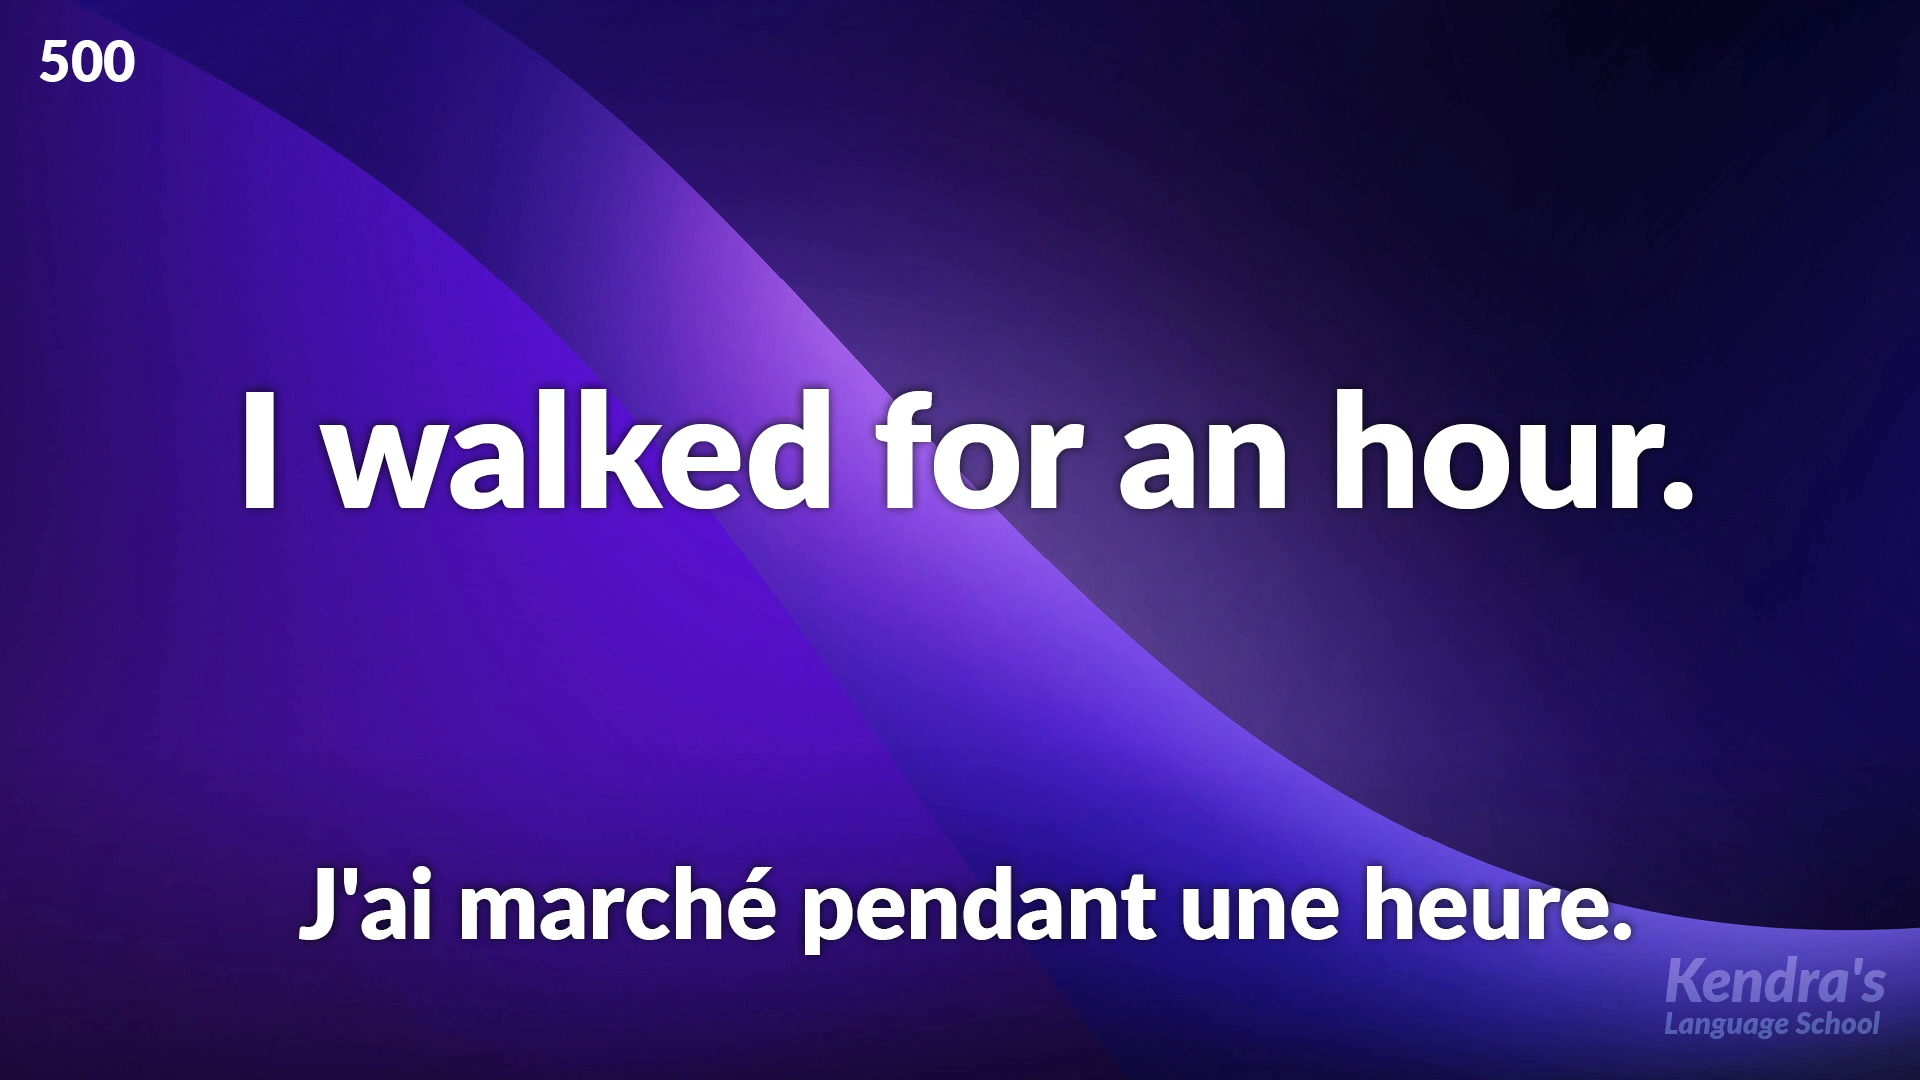 500
I walked for an hour.
J'ai marché pendant une heure.
Kendra's
Language School